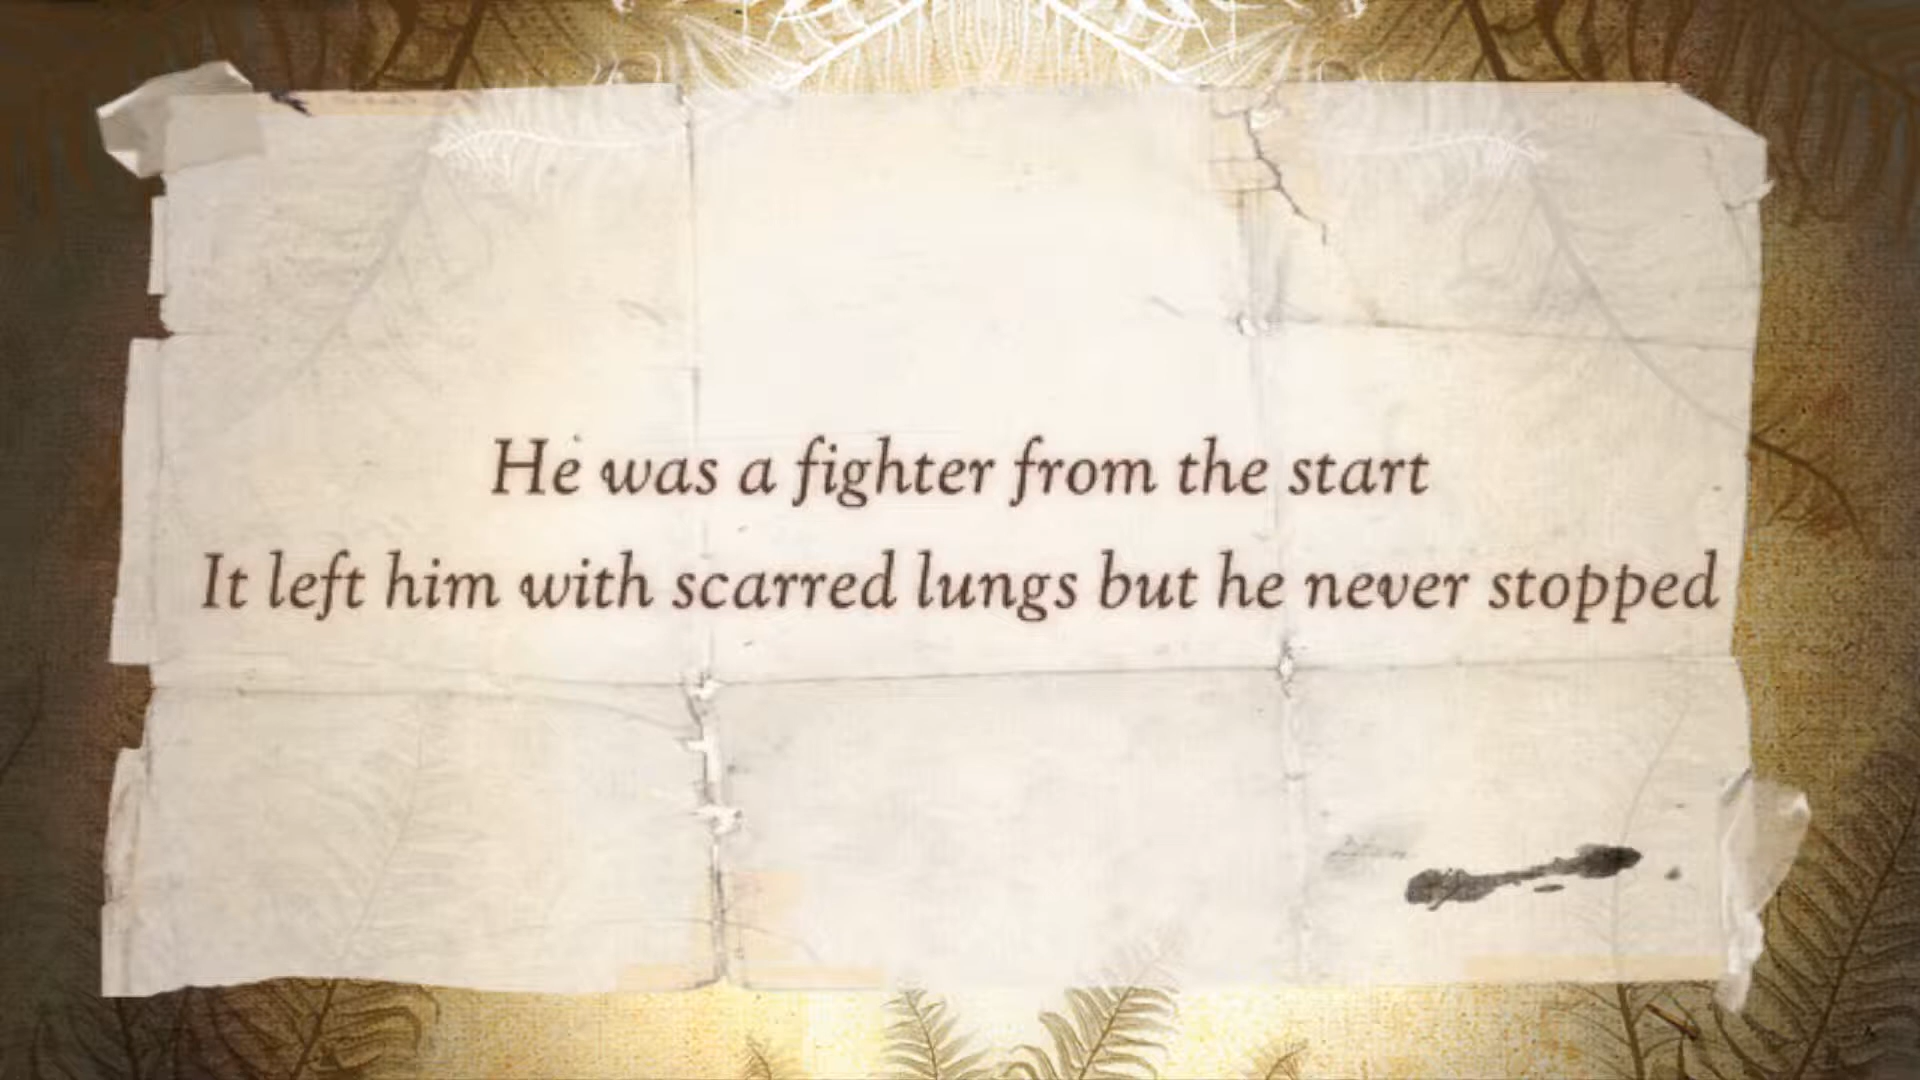 He was a fighter from the start
It left him with scarred lungs but he never stopped